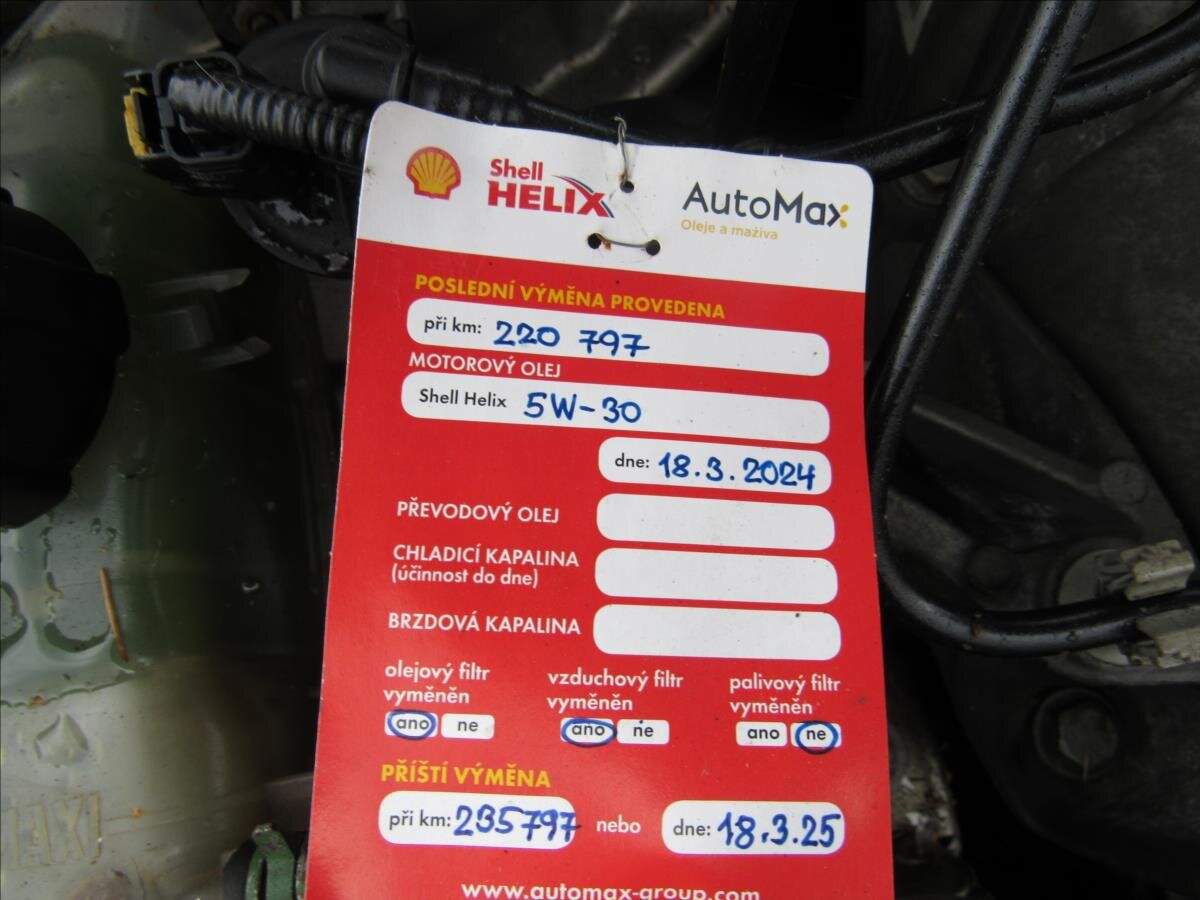 Shell
HELIX
AutoMax
Oleje a maziva
POSLEDNÍ VÝMĚNA PROVEDENA
při km: 220 797
MOTOROVÝ OLEJ
Shell Helix 5W-30
dne: 18.3.2024
PŘEVODOVÝ OLEJ
CHLADICÍ KAPALINA
(účinnost do dne)
BRZDOVÁ KAPALINA
olejový filtr vzduchový filtr palivový filtr
vyměněn vyměněn vyměněn
ano ne ano ne ano ne
PŘÍŠTÍ VÝMĚNA
při km: 235797 nebo dne: 18.3.25
www.automax-group.com